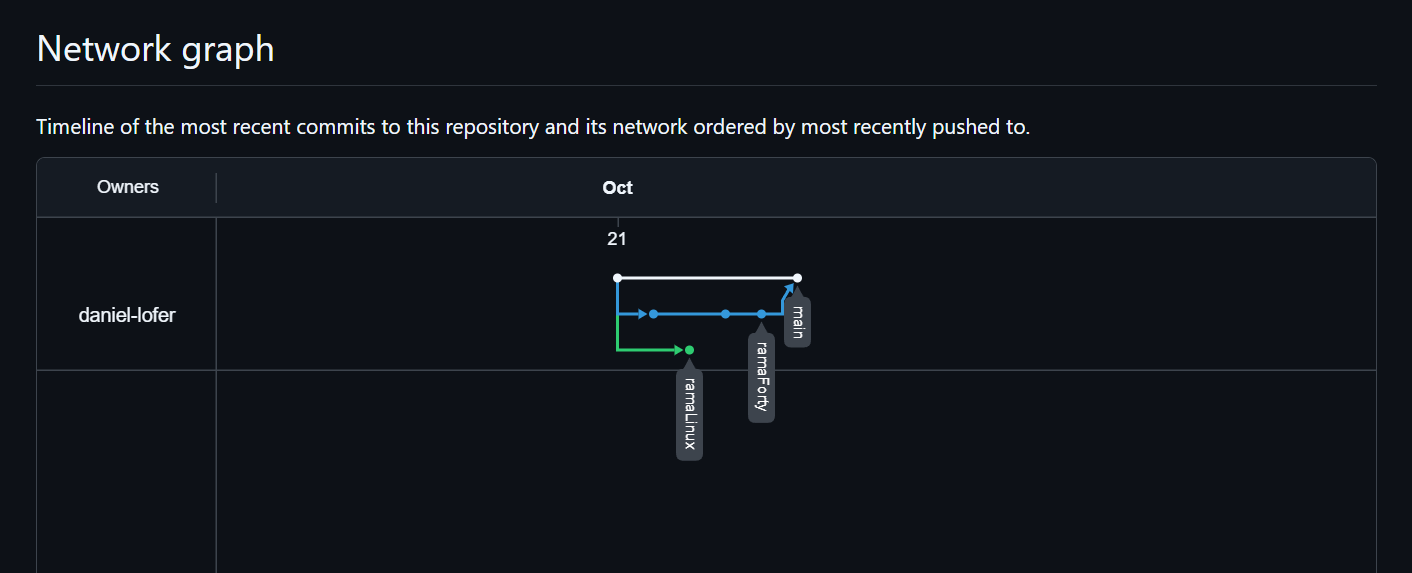 Network graph
Timeline of the most recent commits to this repository and its network ordered by most recently pushed to.
Owners
Oct
21
daniel-lofer
main
ramaForty
ramaLinux